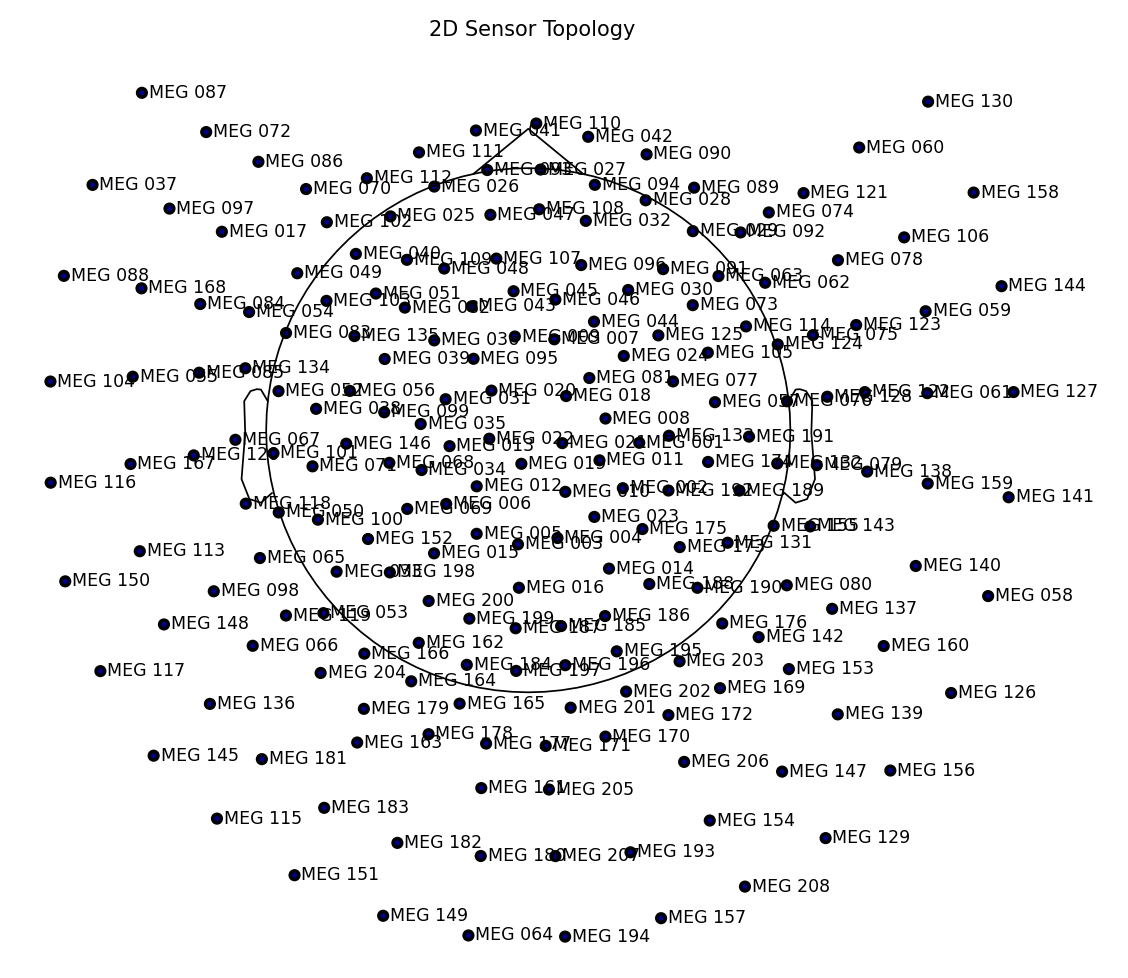 2D Sensor Topology
MEG 087
MEG 130
MEG 110
MEG 041
MEG 072
MEG 042
MEG 060
MEG 111
MEG 090
MEG 086
MEG 027
MEG 112
MEG 037
MEG 094
MEG 026
MEG 089
MEG 070
MEG 121
MEG 158
MEG 028
MEG 097
MEG 108
MEG 074
MEG 047
MEG 025
MEG 032
MEG 102
MEG 017
MEG 092
MEG 106
MEG 040
MEG 109
MEG 107
MEG 078
MEG 096
MEG 048
MEG 091
MEG 049
MEG 063
MEG 088
MEG 062
MEG 144
MEG 168
MEG 045
MEG 030
MEG 051
MEG 046
MEG 103
MEG 084
MEG 073
MEG 043
MEG 054
MEG 059
MEG 044
MEG 123
MEG 114
MEG 083
MEG 075
MEG 125
MEG 135
MEG 007
MEG 124
MEG 105
MEG 024
MEG 039
MEG 095
MEG 134
MEG 085
MEG 055
MEG 081
MEG 077
MEG 104
MEG 056
MEG 020
MEG 061
MEG 127
MEG 018
MEG 128
MEG 031
MEG 076
MEG 099
MEG 008
MEG 035
MEG 191
MEG 067
MEG 022
MEG 001
MEG 146
MEG 013
MEG 101
MEG 011
MEG 068
MEG 167
MEG 019
MEG 079
MEG 071
MEG 034
MEG 138
MEG 116
MEG 159
MEG 012
MEG 002
MEG 189
MEG 010
MEG 141
MEG 118
MEG 006
MEG 069
MEG 050
MEG 023
MEG 100
MEG 143
MEG 175
MEG 005
MEG 004
MEG 152
MEG 131
MEG 003
MEG 173
MEG 113
MEG 015
MEG 065
MEG 140
MEG 014
MEG 198
MEG 150
MEG 188
MEG 080
MEG 190
MEG 016
MEG 098
MEG 058
MEG 200
MEG 137
MEG 053
MEG 119
MEG 186
MEG 199
MEG 176
MEG 148
MEG 185
MEG 187
MEG 142
MEG 162
MEG 066
MEG 160
MEG 195
MEG 166
MEG 203
MEG 184
MEG 196
MEG 153
MEG 117
MEG 197
MEG 204
MEG 164
MEG 169
MEG 202
MEG 126
MEG 136
MEG 165
MEG 201
MEG 179
MEG 139
MEG 172
MEG 178
MEG 170
MEG 163
MEG 177
MEG 171
MEG 145
MEG 181
MEG 206
MEG 156
MEG 147
MEG 161
MEG 205
MEG 183
MEG 115
MEG 154
MEG 129
MEG 182
MEG 193
MEG 180
MEG 207
MEG 151
MEG 208
MEG 149
MEG 157
MEG 064
MEG 194